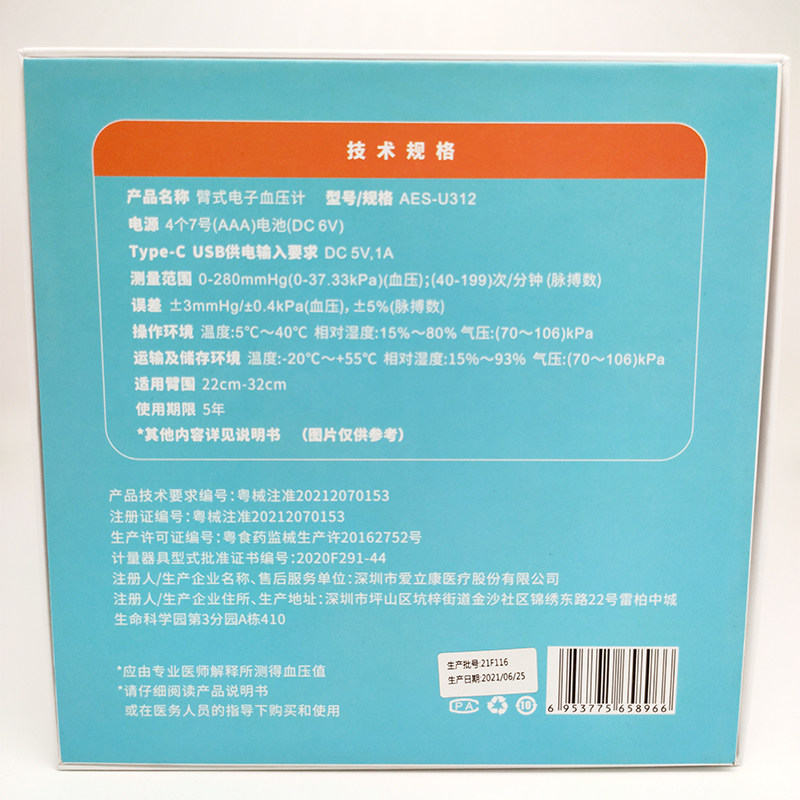 技术规格
产品名称 臂式电子血压计 型号/规格 AES-U312
电源 4个7号(AAA)电池(DC 6V)
Type-C USB供电输入要求 DC 5V,1A
测量范围 0-280mmHg(0-37.33kPa)(血压);(40-199)次/分钟(脉搏数)
误差 ±3mmHg/±0.4kPa(血压),±5%(脉搏数)
操作环境 温度:5℃～40℃ 相对湿度:15%～80% 气压:(70～106)kPa
运输及储存环境 温度:-20℃～+55℃ 相对湿度:15%～93% 气压:(70～106)kPa
适用臂围 22cm-32cm
使用期限 5年
*其他内容详见说明书 （图片仅供参考）
产品技术要求编号:粤械注准20212070153
注册证编号:粤械注准20212070153
生产许可证编号:粤食药监械生产许20162752号
计量器具型式批准证书编号:2020F291-44
注册人/生产企业名称、售后服务单位:深圳市爱立康医疗股份有限公司
注册人/生产企业住所、生产地址:深圳市坪山区坑梓街道金沙社区锦绣东路22号雷柏中城
生命科学园第3分园A栋410
*应由专业医师解释所测得血压值
*请仔细阅读产品说明书
或在医务人员的指导下购买和使用
生产批号:21F116
生产日期:2021/06/25
PA
10
6 953775 658966